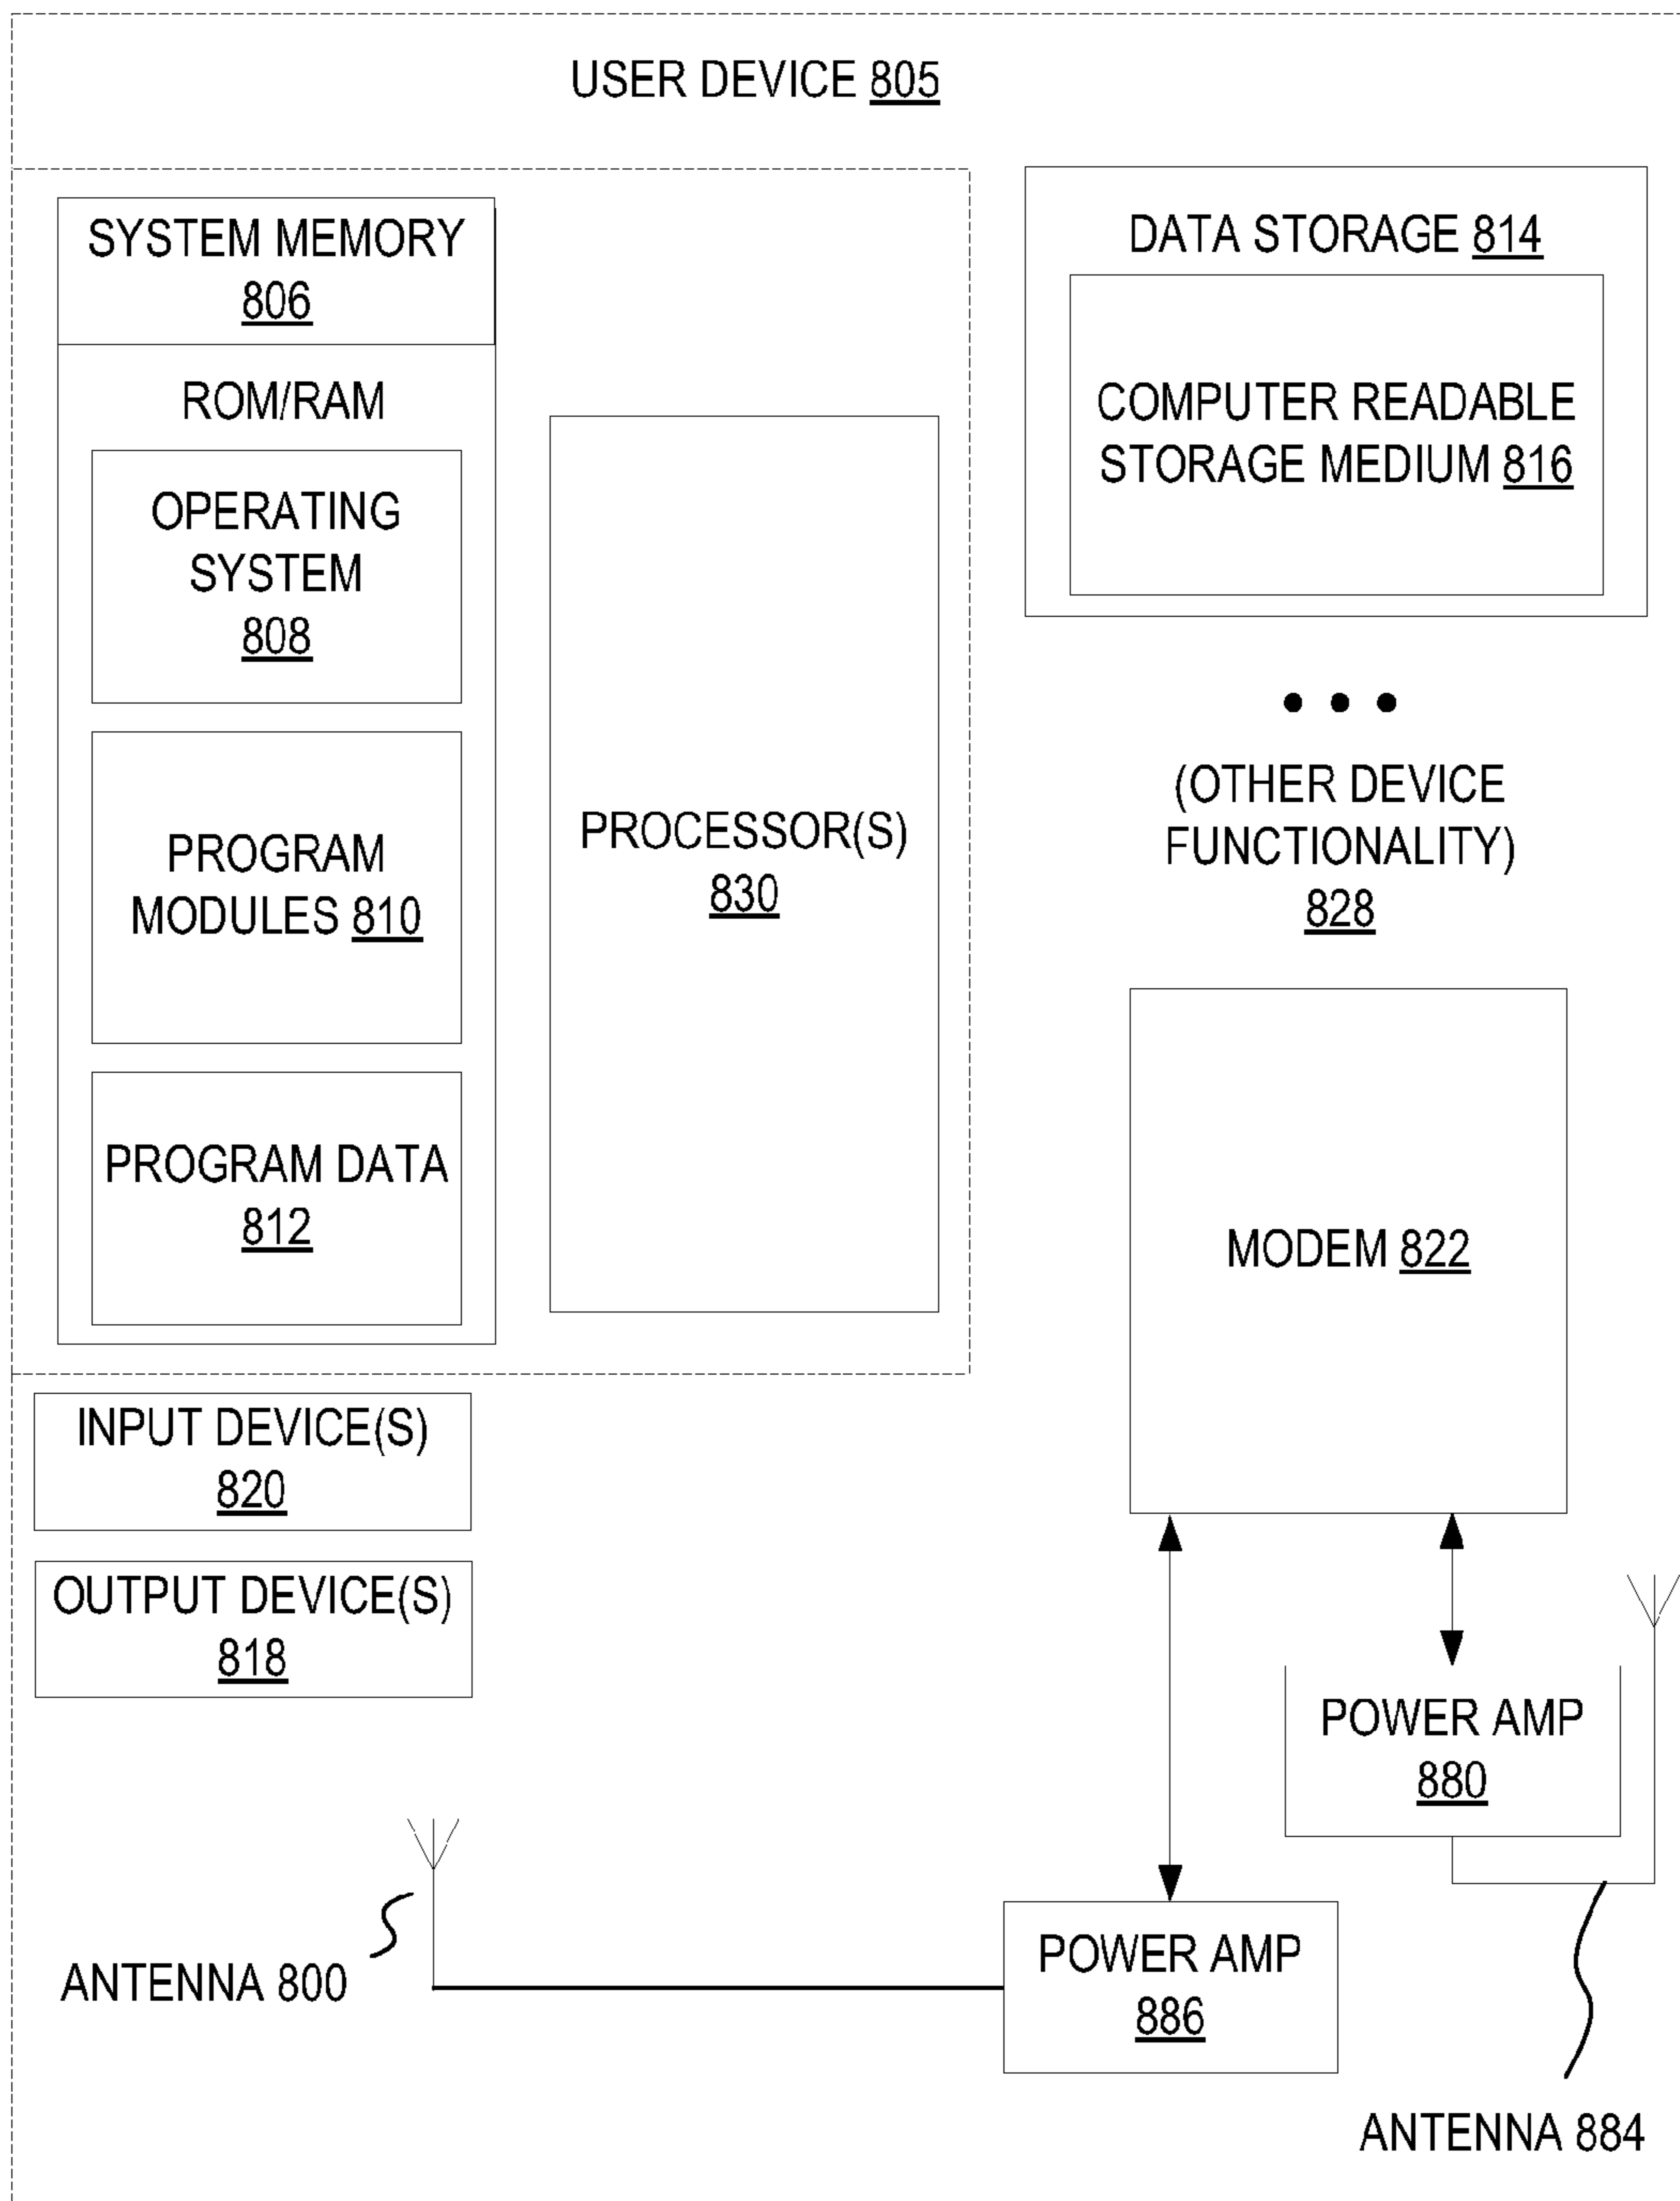 USER DEVICE 805
SYSTEM MEMORY
806
ROM/RAM
OPERATING
SYSTEM
808
PROGRAM
MODULES 810
PROGRAM DATA
812
PROCESSOR(S)
830
DATA STORAGE 814
COMPUTER READABLE
STORAGE MEDIUM 816
(OTHER DEVICE
FUNCTIONALITY)
828
MODEM 822
INPUT DEVICE(S)
820
OUTPUT DEVICE(S)
818
POWER AMP
880
ANTENNA 800
POWER AMP
886
ANTENNA 884